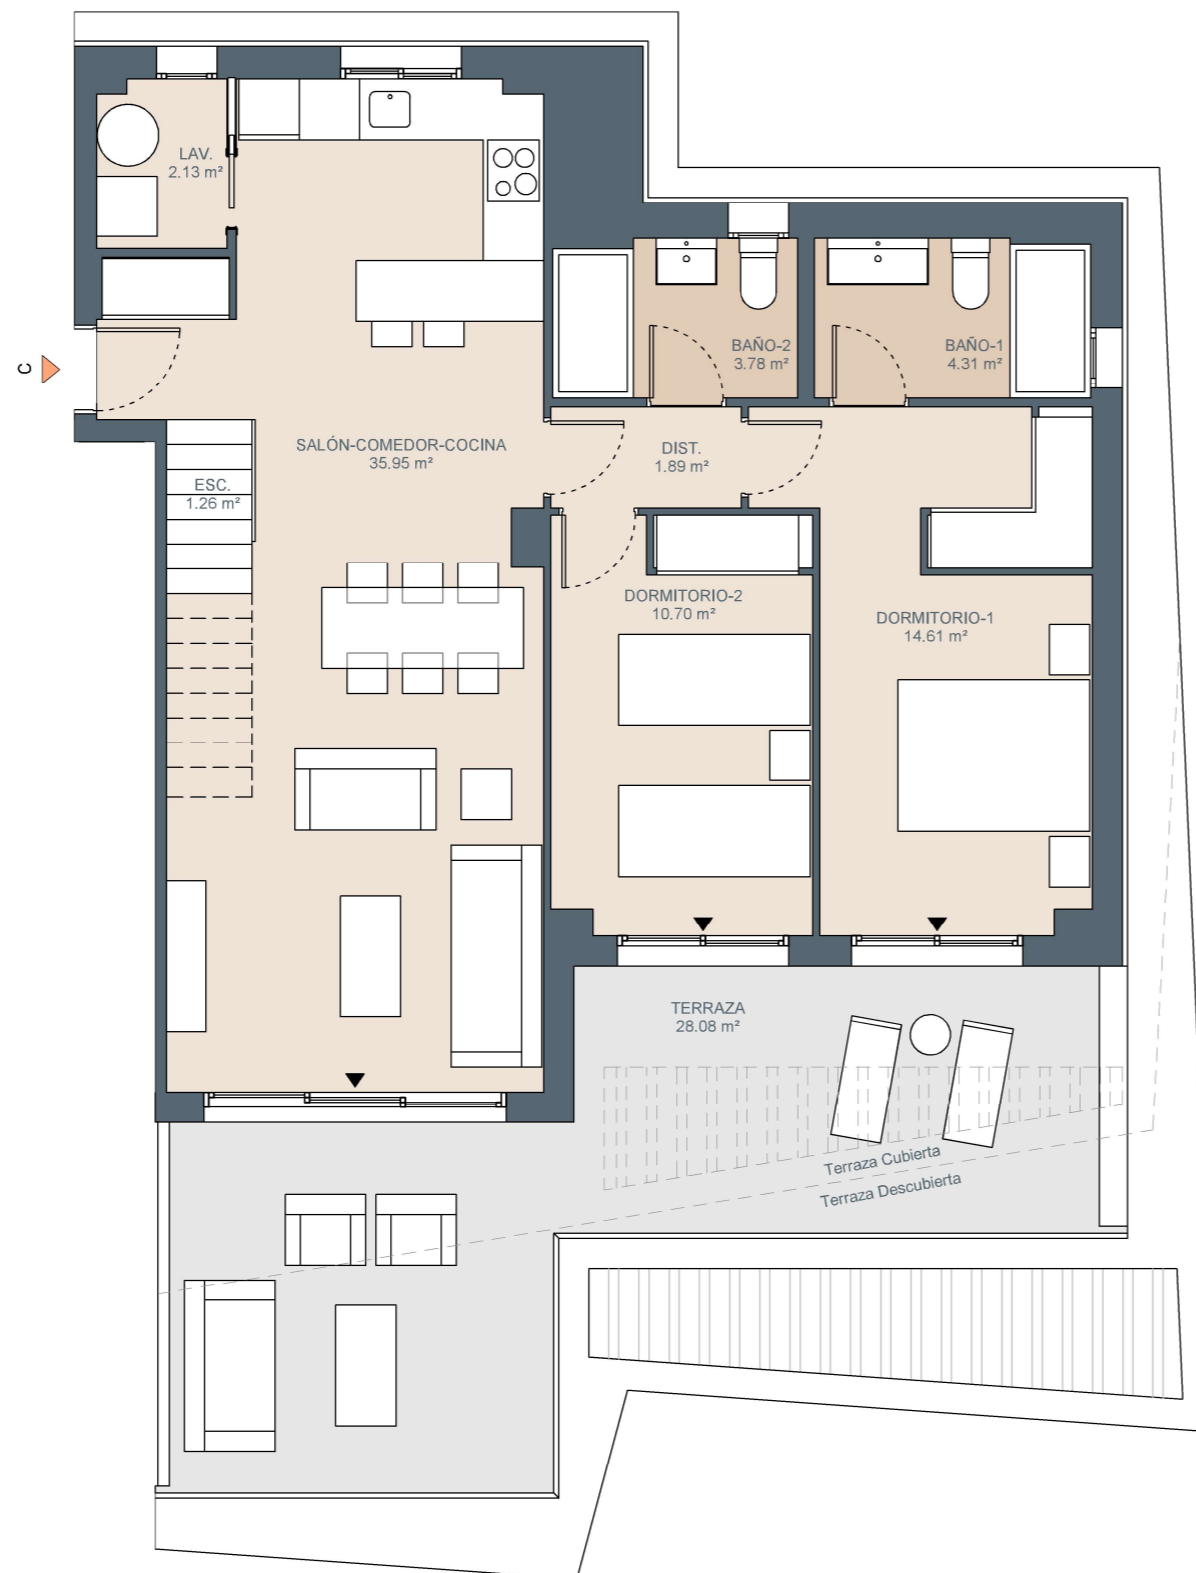 LAV.
2.13 m²
BAÑO-2
3.78 m²
BAÑO-1
4.31 m²
C
SALÓN-COMEDOR-COCINA
35.95 m²
DIST.
1.89 m²
ESC.
1.26 m²
DORMITORIO-2
10.70 m²
DORMITORIO-1
14.61 m²
TERRAZA
28.08 m²
Terraza Cubierta
Terraza Descubierta